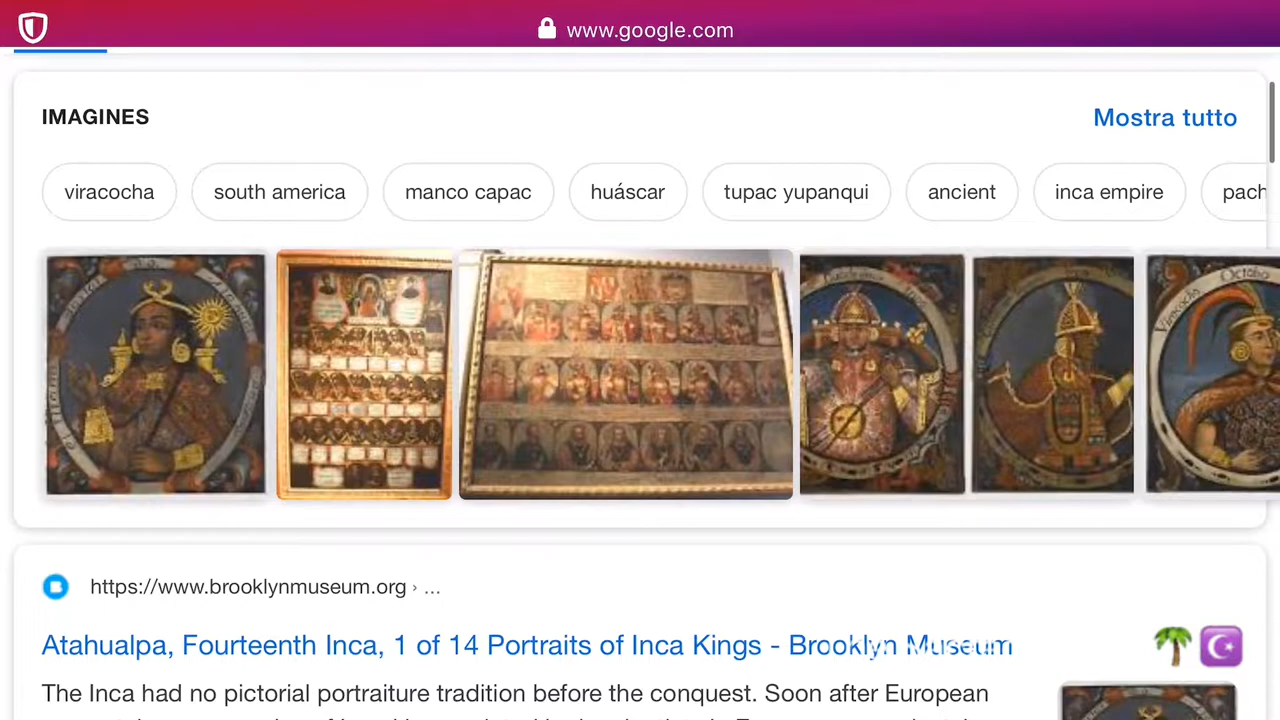 www.google.com
IMAGINES
Mostra tutto
viracocha
south america
manco capac
huáscar
tupac yupanqui
ancient
inca empire
pach
https://www.brooklynmuseum.org › ...
Atahualpa, Fourteenth Inca, 1 of 14 Portraits of Inca Kings - Brooklyn Museum
The Inca had no pictorial portraiture tradition before the conquest. Soon after European